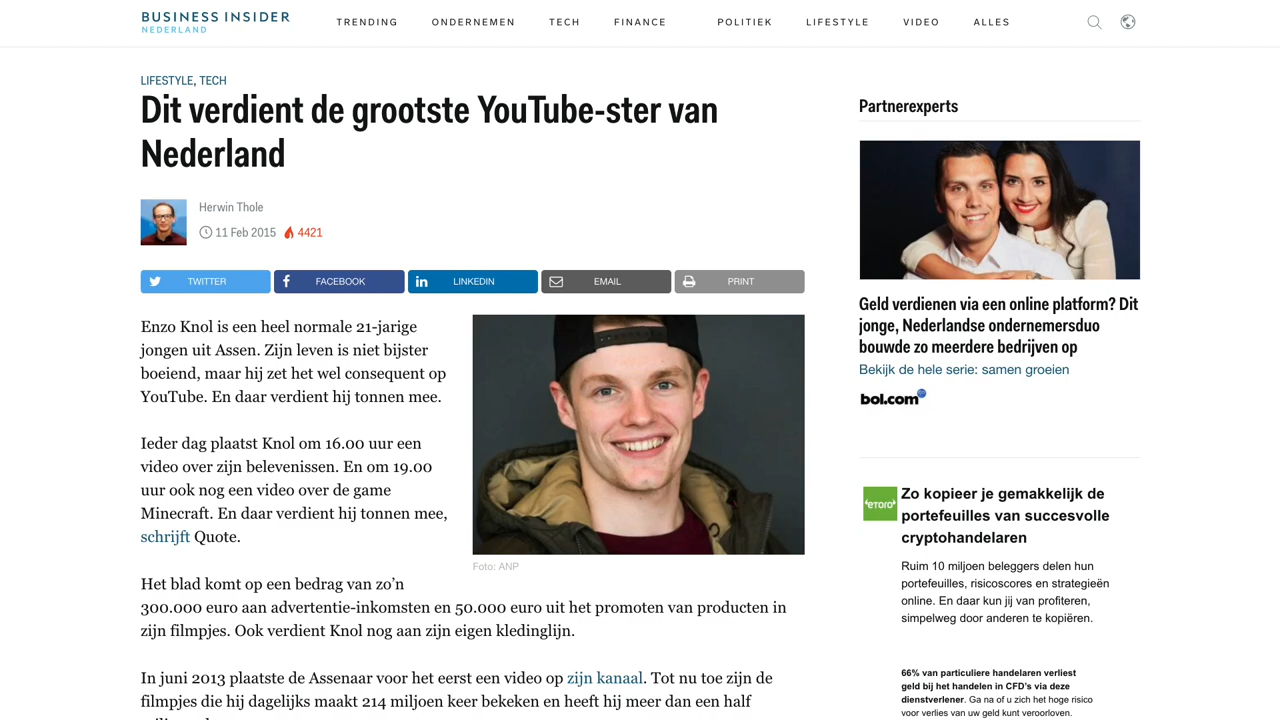 BUSINESS INSIDER
NEDERLAND
TRENDING ONDERNEMEN TECH FINANCE POLITIEK LIFESTYLE VIDEO ALLES
LIFESTYLE, TECH
Dit verdient de grootste YouTube-ster van
Nederland
Herwin Thole
11 Feb 2015 4421
TWITTER FACEBOOK LINKEDIN EMAIL PRINT
Enzo Knol is een heel normale 21-jarige
jongen uit Assen. Zijn leven is niet bijster
boeiend, maar hij zet het wel consequent op
YouTube. En daar verdient hij tonnen mee.
Ieder dag plaatst Knol om 16.00 uur een
video over zijn belevenissen. En om 19.00
uur ook nog een video over de game
Minecraft. En daar verdient hij tonnen mee,
schrijft Quote.
Foto: ANP
Het blad komt op een bedrag van zo’n
300.000 euro aan advertentie-inkomsten en 50.000 euro uit het promoten van producten in
zijn filmpjes. Ook verdient Knol nog aan zijn eigen kledinglijn.
In juni 2013 plaatste de Assenaar voor het eerst een video op zijn kanaal. Tot nu toe zijn de
filmpjes die hij dagelijks maakt 214 miljoen keer bekeken en heeft hij meer dan een half
Partnerexperts
Geld verdienen via een online platform? Dit
jonge, Nederlandse ondernemersduo
bouwde zo meerdere bedrijven op
Bekijk de hele serie: samen groeien
bol.com
eToro
Zo kopieer je gemakkelijk de
portefeuilles van succesvolle
cryptohandelaren
Ruim 10 miljoen beleggers delen hun
portefeuilles, risicoscores en strategieën
online. En daar kun jij van profiteren,
simpelweg door anderen te kopiëren.
66% van particuliere handelaren verliest
geld bij het handelen in CFD's via deze
dienstverlener. Ga na of u zich het hoge risico
voor verlies van uw geld kunt veroorloven.